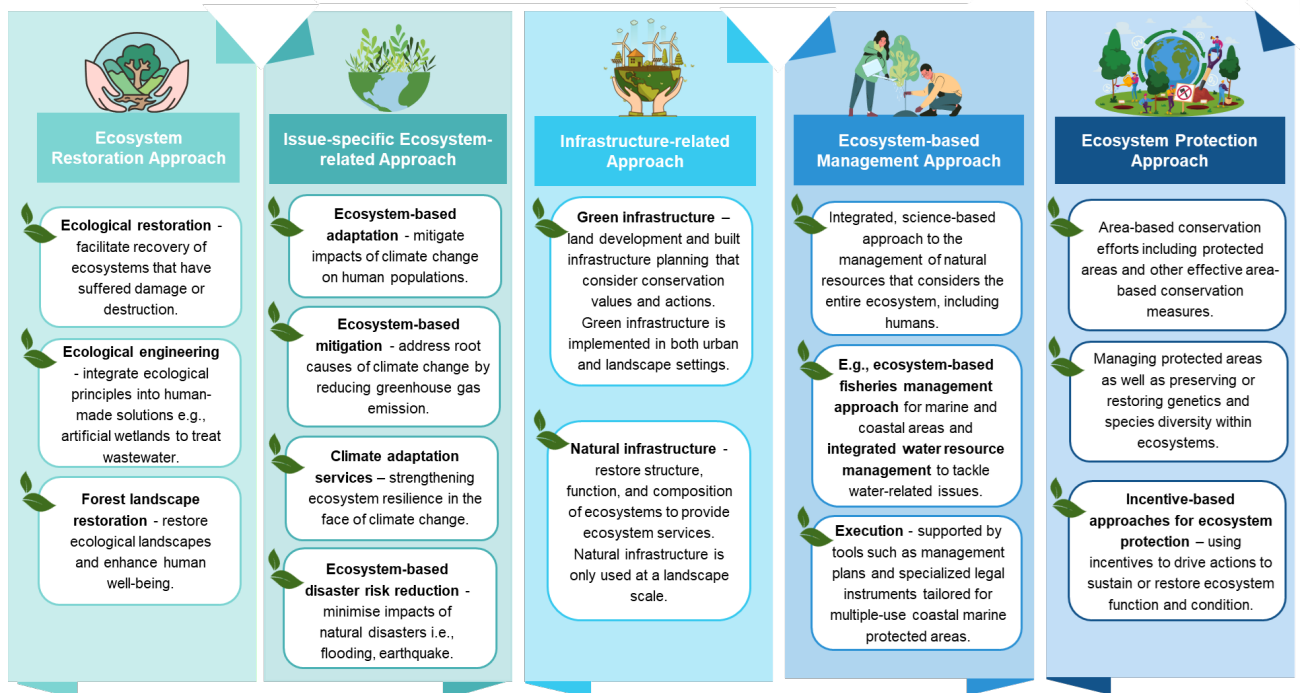 Ecosystem
Restoration Approach
Ecological restoration -
facilitate recovery of
ecosystems that have
suffered damage or
destruction.
Ecological engineering
- integrate ecological
principles into human-
made solutions e.g.,
artificial wetlands to treat
wastewater.
Forest landscape
restoration - restore
ecological landscapes
and enhance human
well-being.
Issue-specific Ecosystem-
related Approach
Ecosystem-based
adaptation - mitigate
impacts of climate change
on human populations.
Ecosystem-based
mitigation - address root
causes of climate change by
reducing greenhouse gas
emission.
Climate adaptation
services – strengthening
ecosystem resilience in the
face of climate change.
Ecosystem-based
disaster risk reduction -
minimise impacts of
natural disasters i.e.,
flooding, earthquake.
Infrastructure-related
Approach
Green infrastructure –
land development and built
infrastructure planning that
consider conservation
values and actions.
Green infrastructure is
implemented in both urban
and landscape settings.
Natural infrastructure -
restore structure,
function, and composition
of ecosystems to provide
ecosystem services.
Natural infrastructure is
only used at a landscape
scale.
Ecosystem-based
Management Approach
Integrated, science-based
approach to the
management of natural
resources that considers the
entire ecosystem, including
humans.
E.g., ecosystem-based
fisheries management
approach for marine and
coastal areas and
integrated water resource
management to tackle
water-related issues.
Execution - supported by
tools such as management
plans and specialized legal
instruments tailored for
multiple-use coastal marine
protected areas.
Ecosystem Protection
Approach
Area-based conservation
efforts including protected
areas and other effective area-
based conservation
measures.
Managing protected areas
as well as preserving or
restoring genetics and
species diversity within
ecosystems.
Incentive-based
approaches for ecosystem
protection – using
incentives to drive actions to
sustain or restore ecosystem
function and condition.